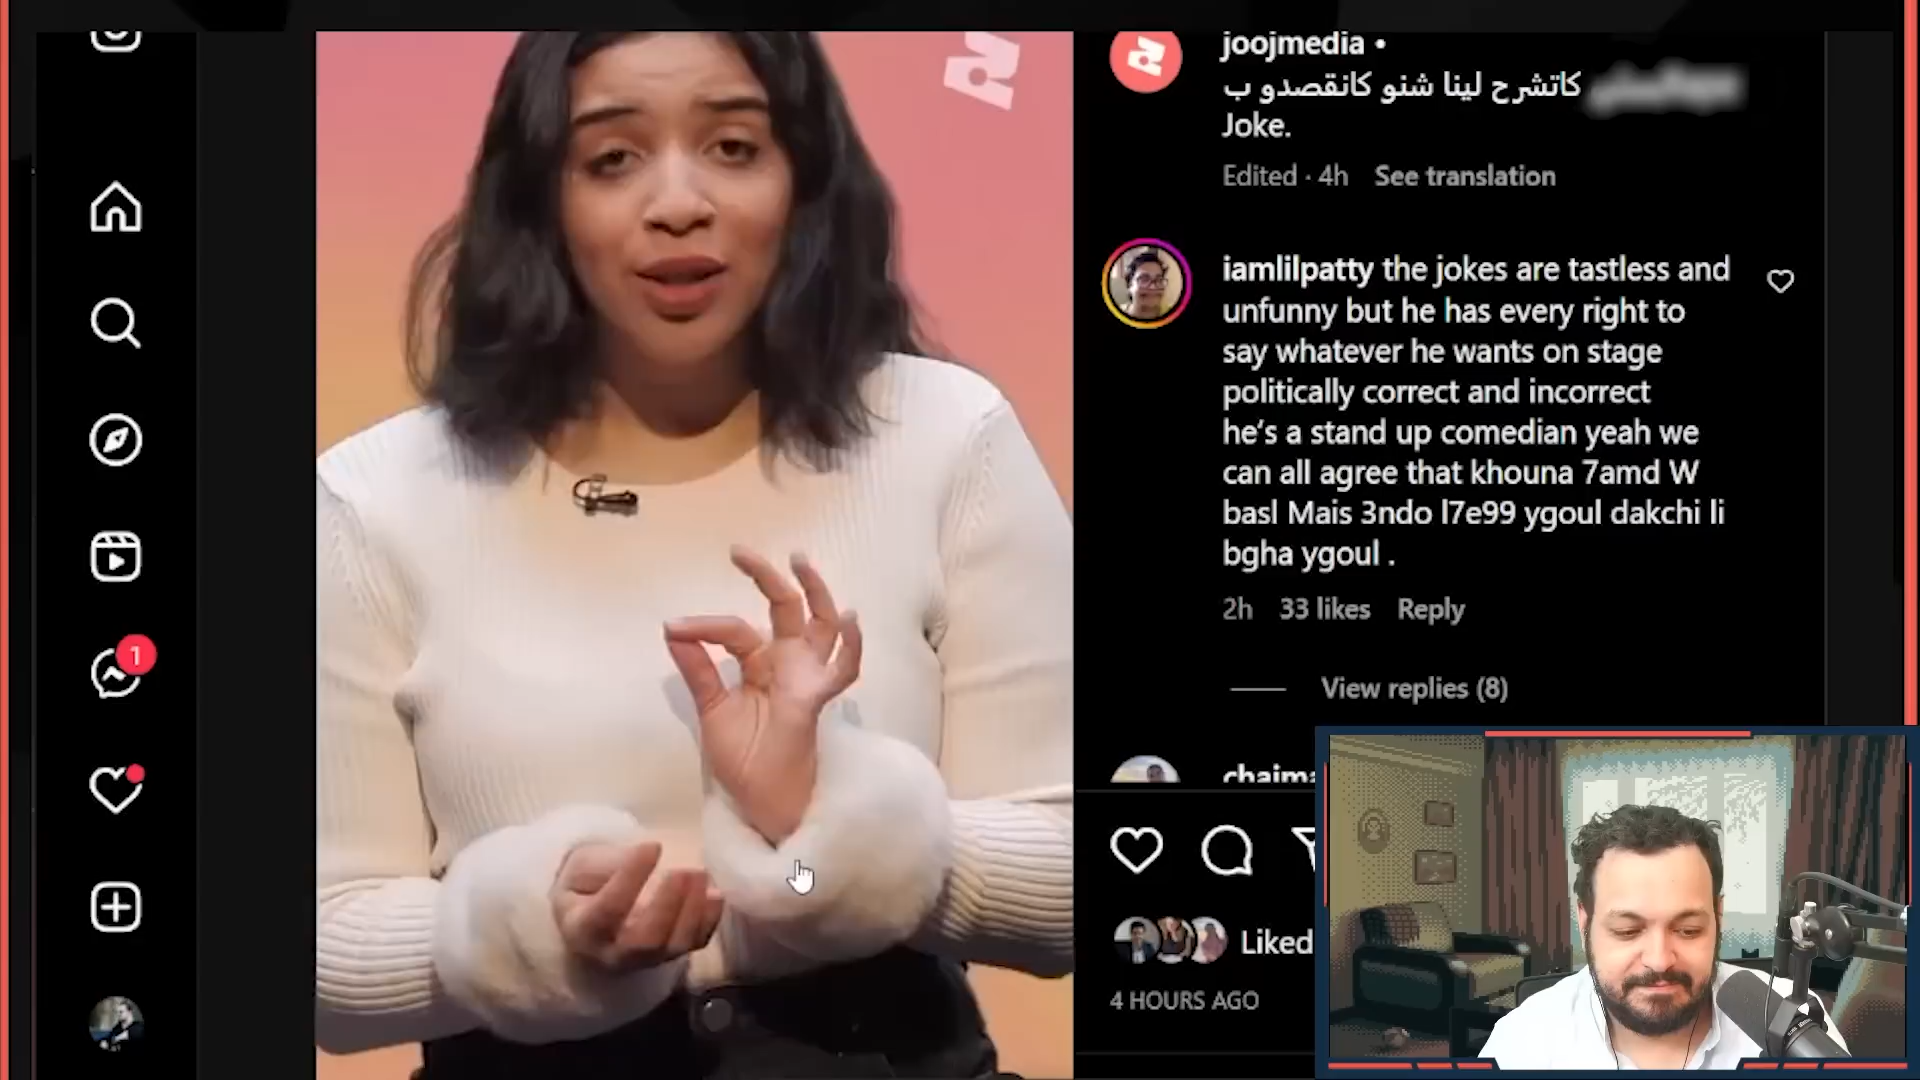 joojmedia •
كاتشرح لينا شنو كانقصدو ب
Joke.
Edited · 4h See translation
iamlilpatty the jokes are tastless and
unfunny but he has every right to
say whatever he wants on stage
politically correct and incorrect
he's a stand up comedian yeah we
can all agree that khouna 7amd W
basl Mais 3ndo l7e99 ygoul dakchi li
bgha ygoul .
2h 33 likes Reply
View replies (8)
1
Liked
4 HOURS AGO